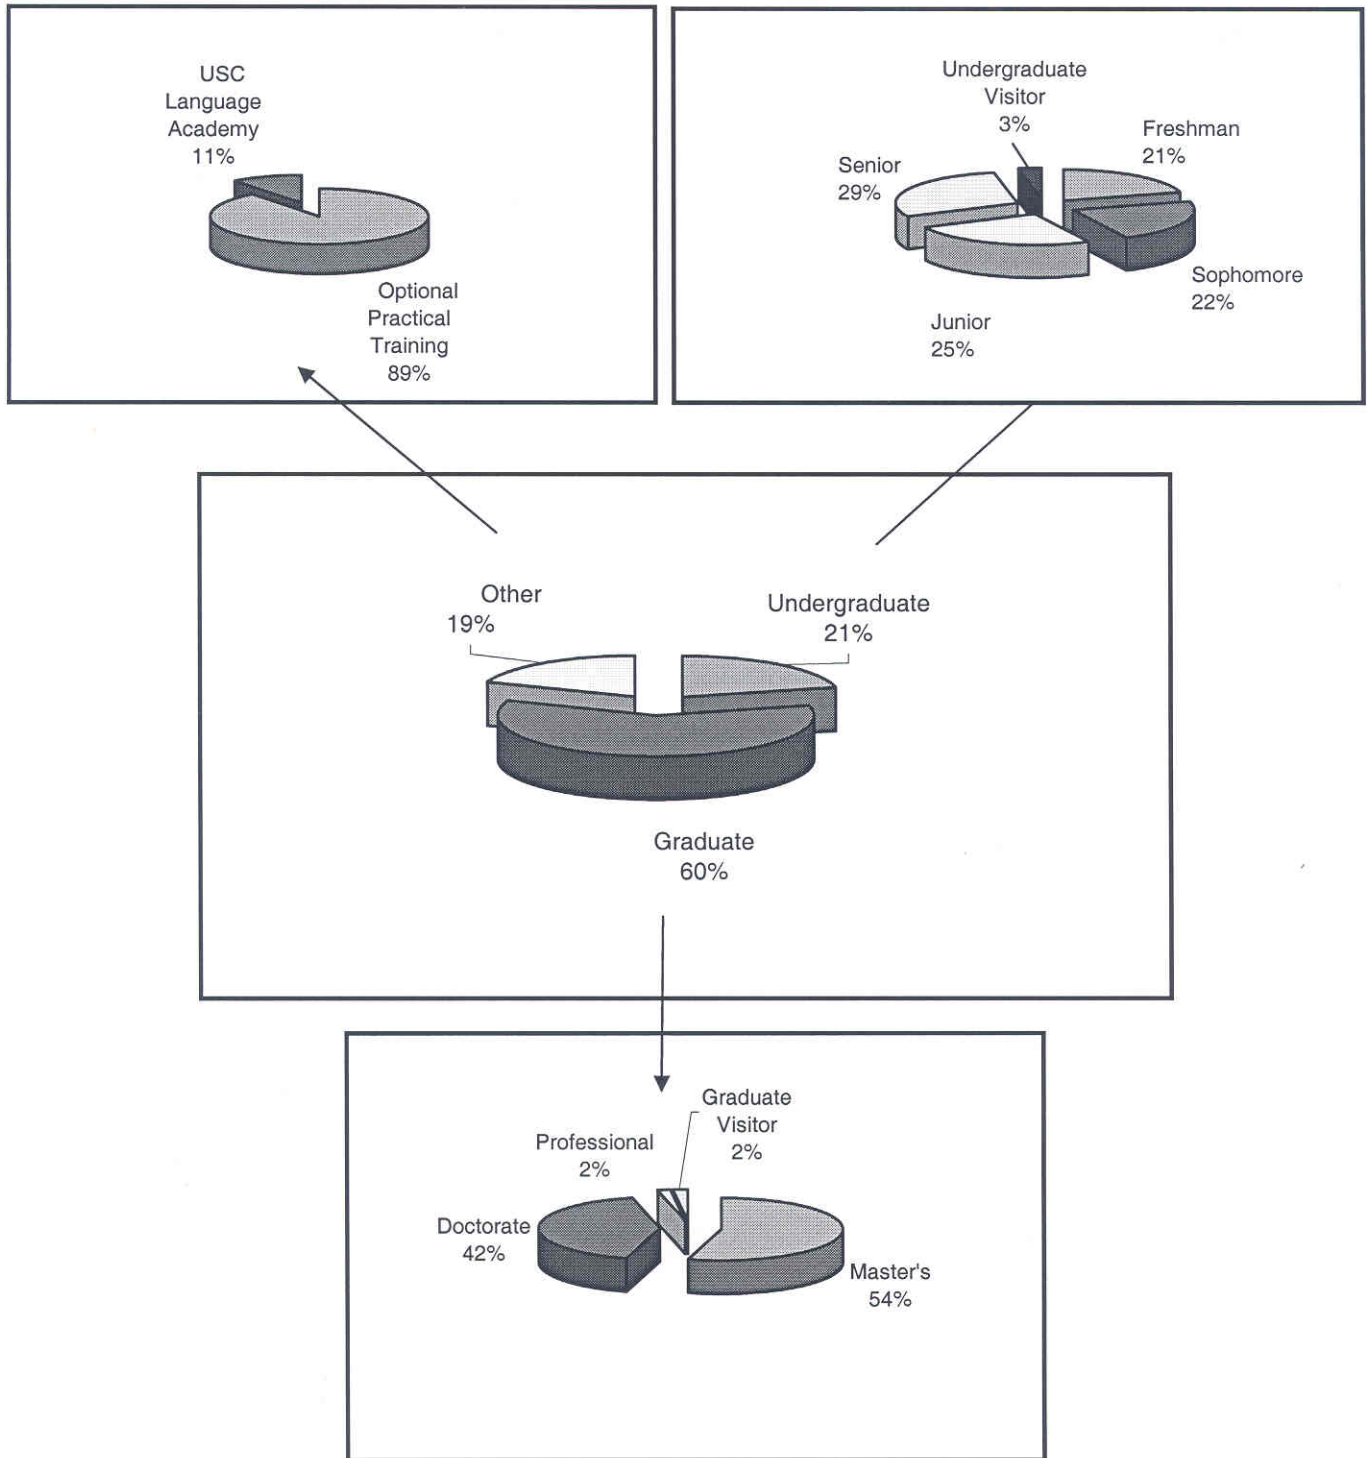 USC
Language
Academy
11%
Optional
Practical
Training
89%
Undergraduate
Visitor
3%
Freshman
21%
Senior
29%
Sophomore
22%
Junior
25%
Other
19%
Undergraduate
21%
Graduate
60%
Graduate
Visitor
2%
Professional
2%
Doctorate
42%
Master's
54%